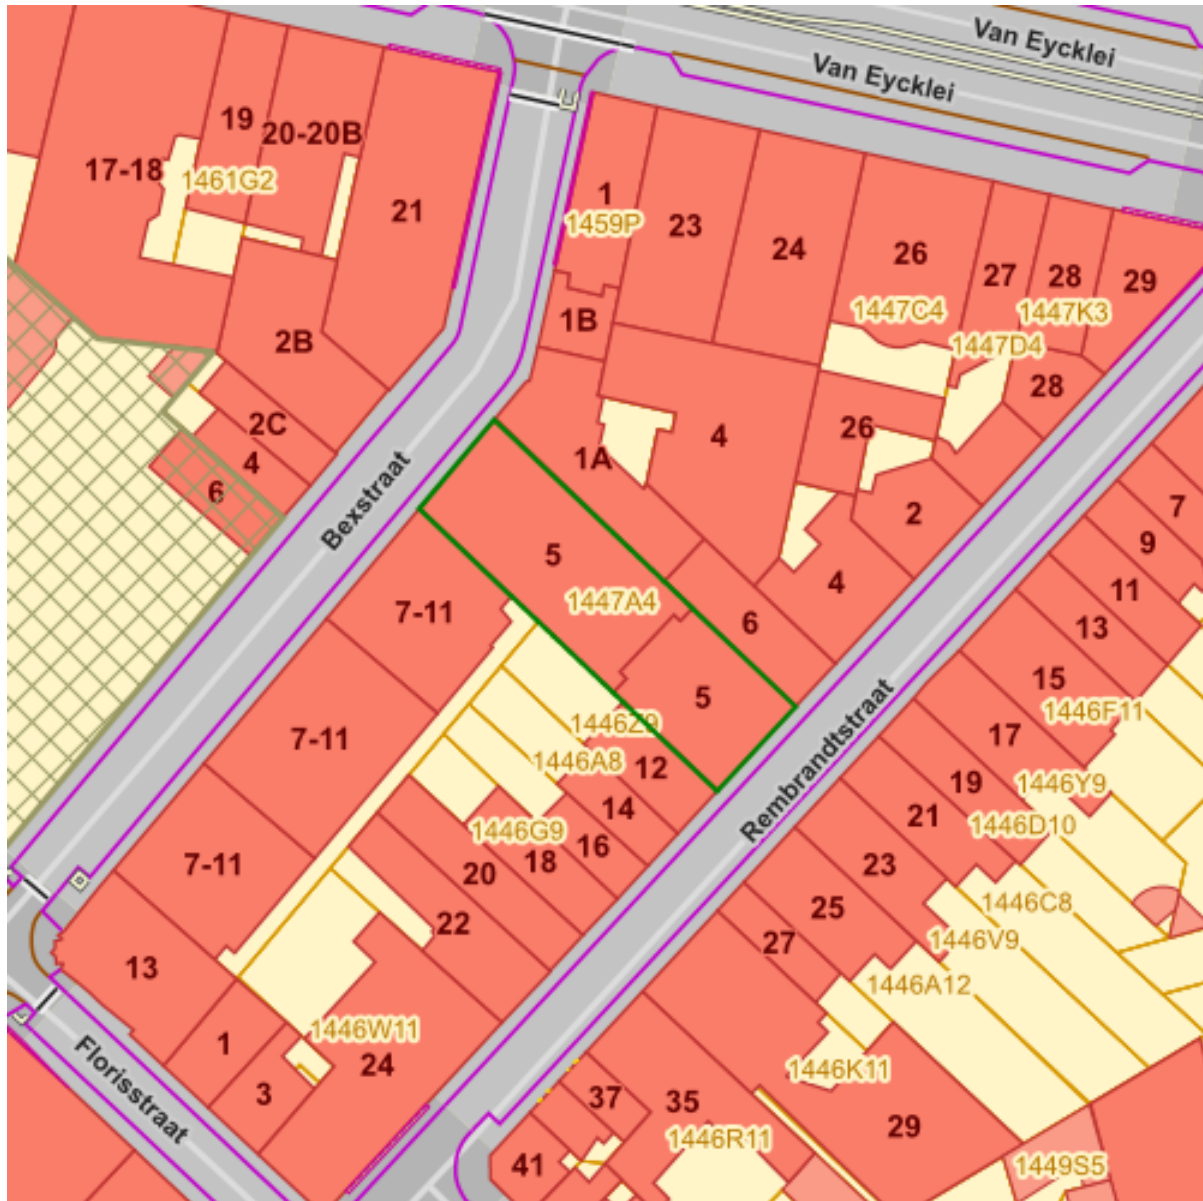 Van Eycklei
Van Eycklei
19
20-20B
17-18
1461G2
21
1
1459P
23
24
26
27
28
29
1447C4
1447K3
1447D4
1B
2B
28
2C
4
6
1A
4
26
2
7
9
11
13
Bexstraat
5
1447A4
4
6
7-11
15
1446F11
5
17
1446Z9
1446A8
12
7-11
19
1446Y9
14
21
1446D10
Rembrandtstraat
1446G9
16
18
20
23
7-11
25
1446C8
22
27
1446V9
13
1446A12
1446W11
1
24
3
1446K11
Florisstraat
37
35
1446R11
29
41
1449S5